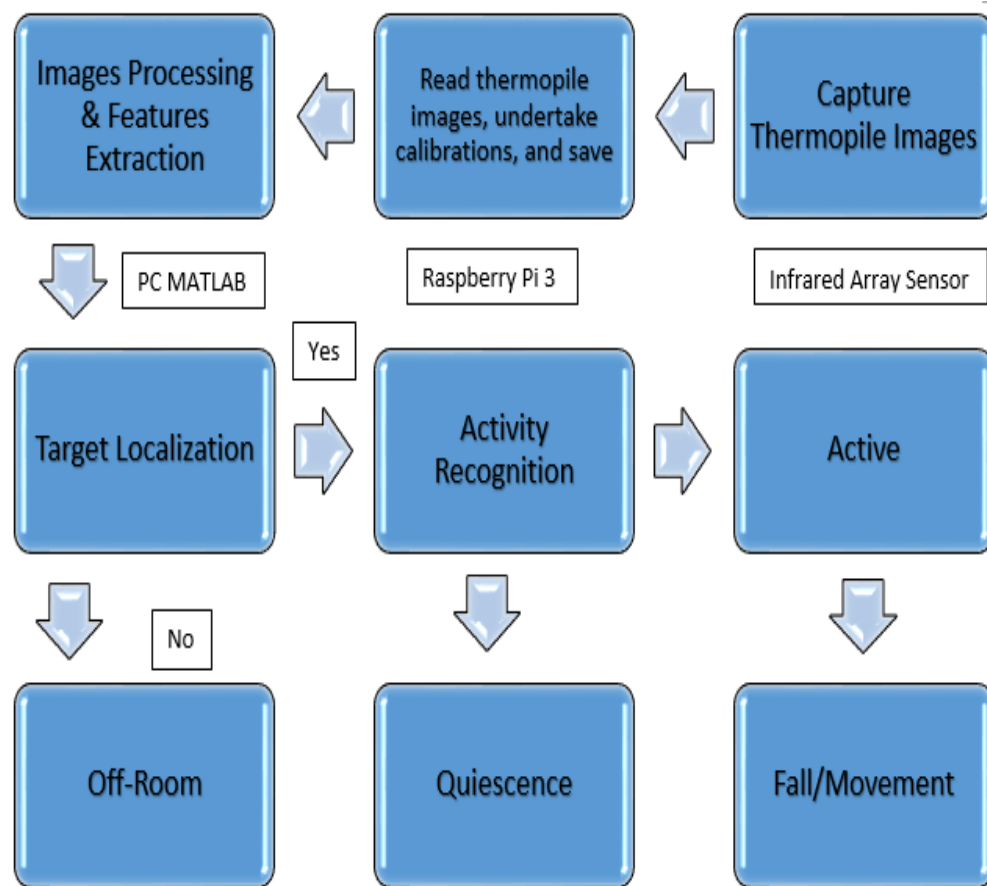 Images Processing
& Features
Extraction
Read thermopile
images, undertake
calibrations, and save
Capture
Thermopile Images
PC MATLAB
Raspberry Pi 3
Infrared Array Sensor
Yes
Target Localization
Activity
Recognition
Active
No
Off-Room
Quiescence
Fall/Movement